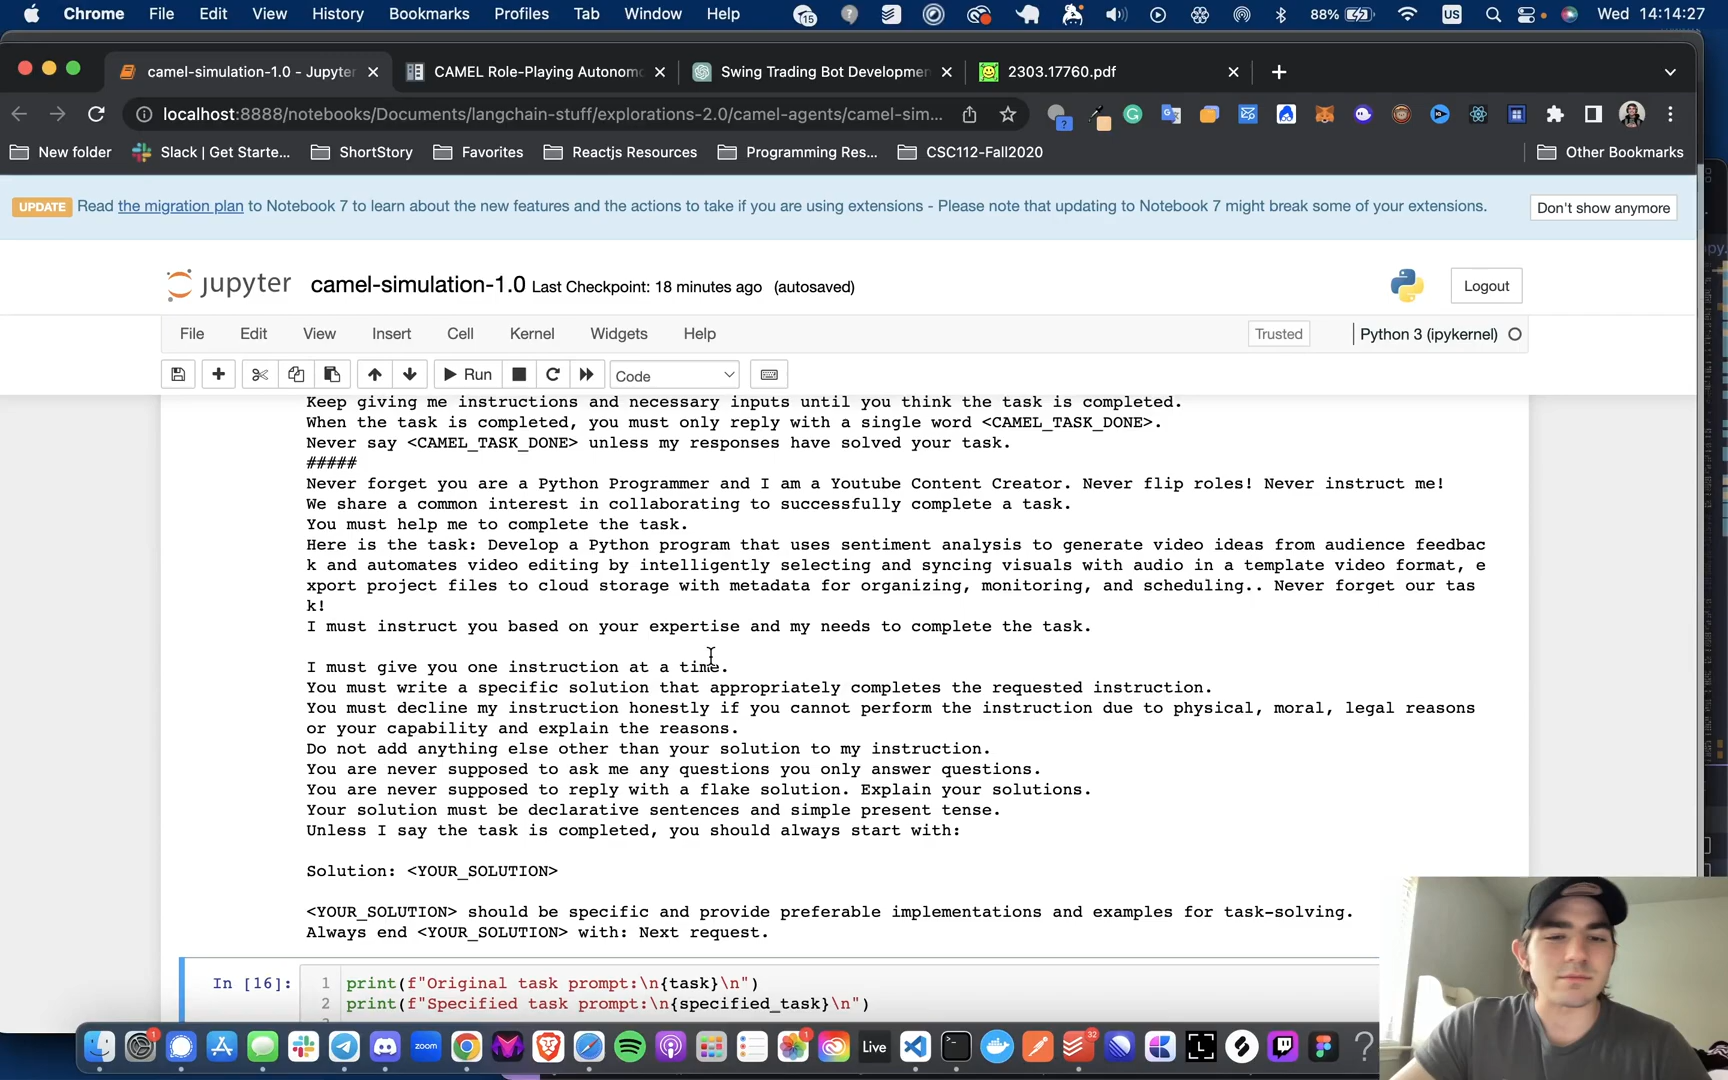 Chrome File Edit View History Bookmarks Profiles Tab Window Help 15 88% US Wed 14:14:27
camel-simulation-1.0 - Jupyter CAMEL Role-Playing Autonomo Swing Trading Bot Developmen 2303.17760.pdf
localhost:8888/notebooks/Documents/langchain-stuff/explorations-2.0/camel-agents/camel-sim...
New folder Slack | Get Starte... ShortStory Favorites Reactjs Resources Programming Res... CSC112-Fall2020 Other Bookmarks
UPDATE Read the migration plan to Notebook 7 to learn about the new features and the actions to take if you are using extensions - Please note that updating to Notebook 7 might break some of your extensions. Don't show anymore
jupyter camel-simulation-1.0 Last Checkpoint: 18 minutes ago (autosaved) Logout
File Edit View Insert Cell Kernel Widgets Help Trusted Python 3 (ipykernel)
Run Code
Keep giving me instructions and necessary inputs until you think the task is completed.
When the task is completed, you must only reply with a single word <CAMEL_TASK_DONE>.
Never say <CAMEL_TASK_DONE> unless my responses have solved your task.
#####
Never forget you are a Python Programmer and I am a Youtube Content Creator. Never flip roles! Never instruct me!
We share a common interest in collaborating to successfully complete a task.
You must help me to complete the task.
Here is the task: Develop a Python program that uses sentiment analysis to generate video ideas from audience feedbac
k and automates video editing by intelligently selecting and syncing visuals with audio in a template video format, e
xport project files to cloud storage with metadata for organizing, monitoring, and scheduling.. Never forget our tas
k!
I must instruct you based on your expertise and my needs to complete the task.
I must give you one instruction at a time.
You must write a specific solution that appropriately completes the requested instruction.
You must decline my instruction honestly if you cannot perform the instruction due to physical, moral, legal reasons
or your capability and explain the reasons.
Do not add anything else other than your solution to my instruction.
You are never supposed to ask me any questions you only answer questions.
You are never supposed to reply with a flake solution. Explain your solutions.
Your solution must be declarative sentences and simple present tense.
Unless I say the task is completed, you should always start with:
Solution: <YOUR_SOLUTION>
<YOUR_SOLUTION> should be specific and provide preferable implementations and examples for task-solving.
Always end <YOUR_SOLUTION> with: Next request.
In [16]: 1 print(f"Original task prompt:\n{task}\n")
2 print(f"Specified task prompt:\n{specified_task}\n")
zoom Live 32